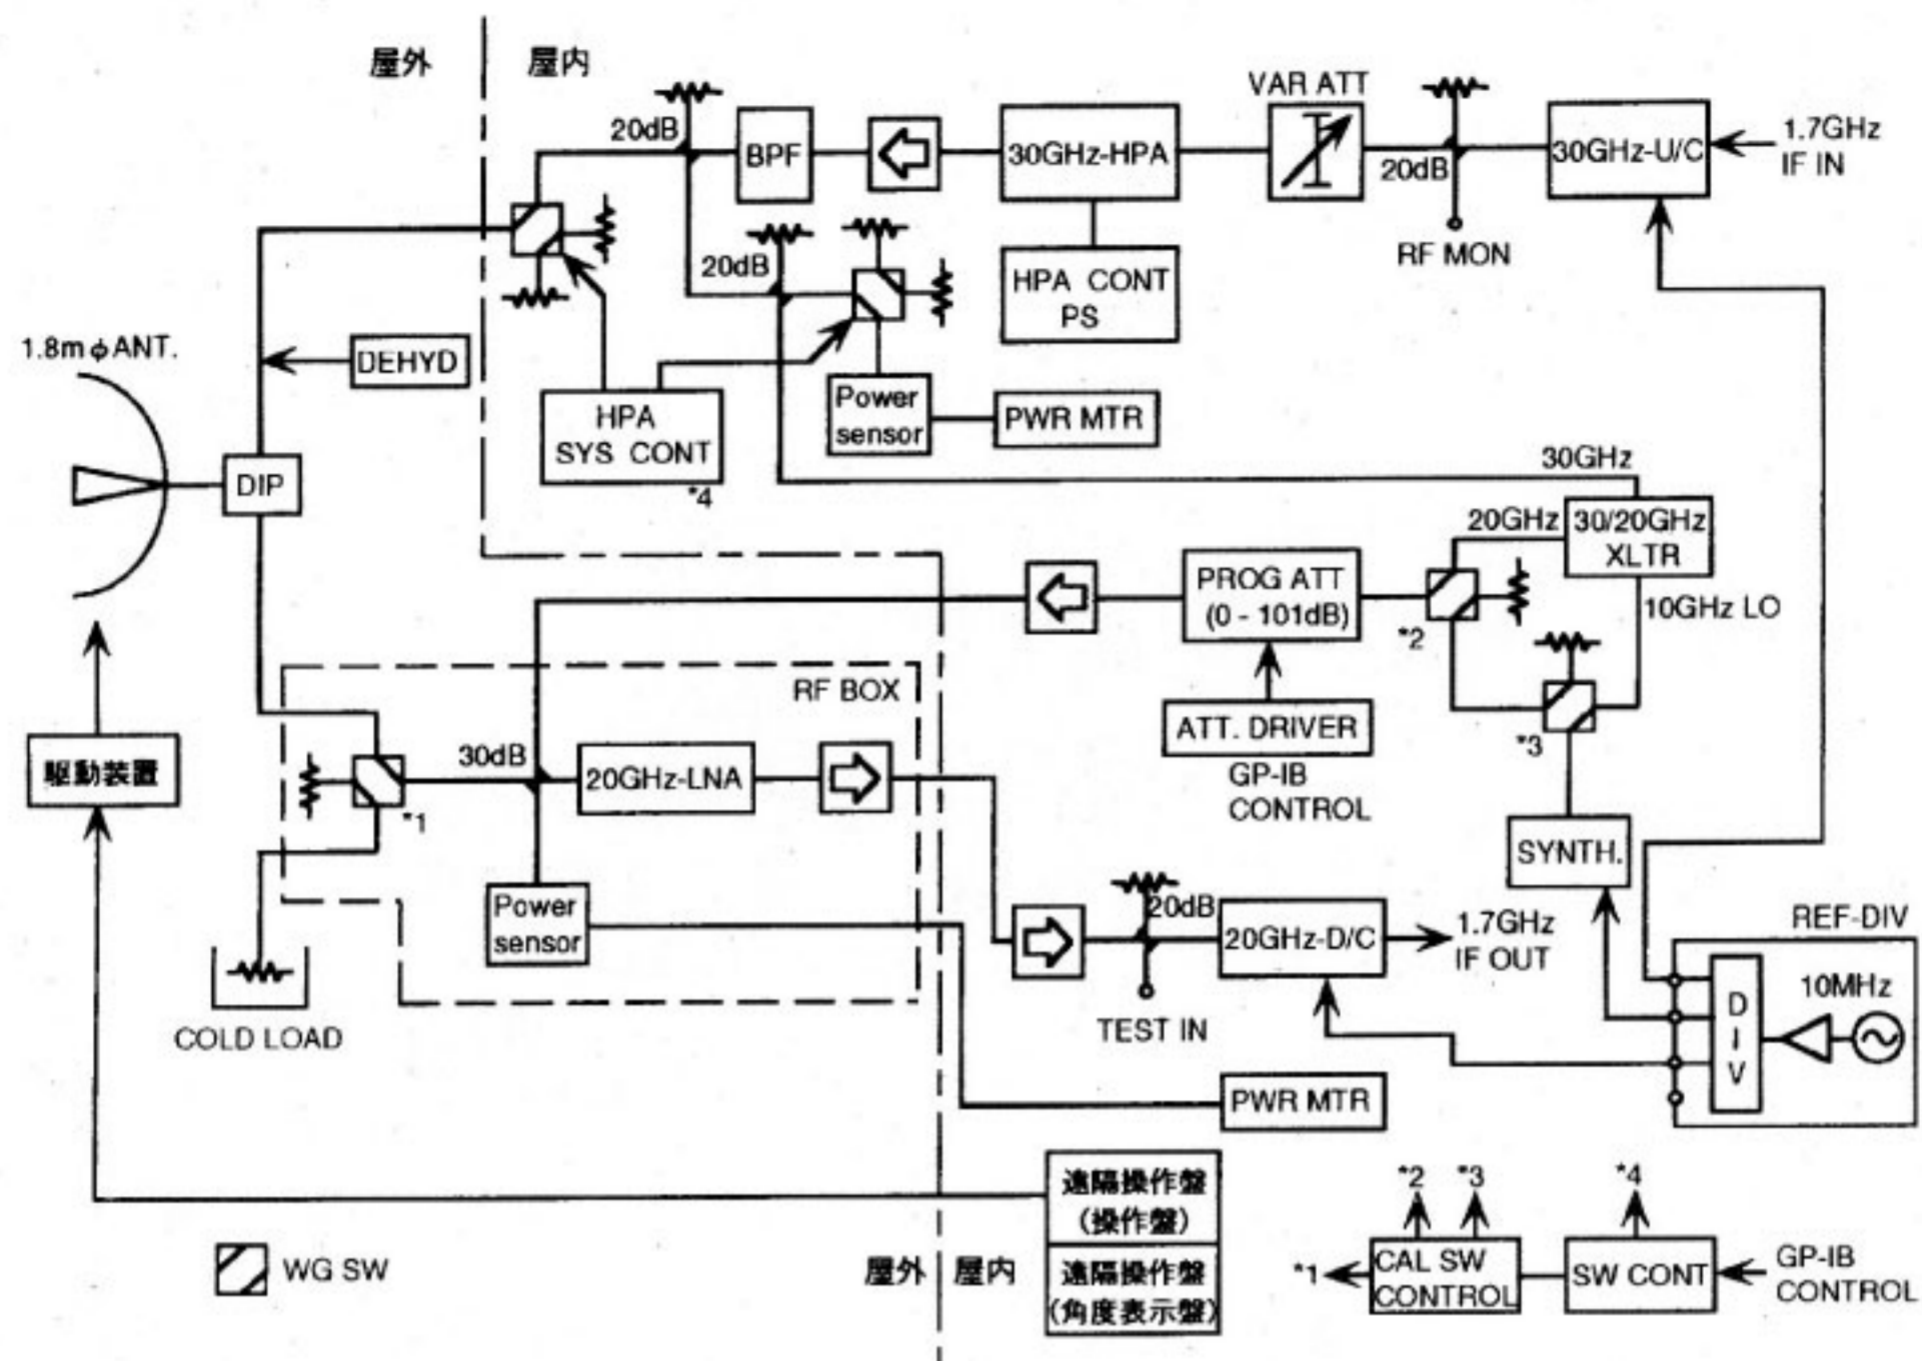 屋外
屋内
VAR ATT
20dB
BPF
30GHz-HPA
20dB
30GHz-U/C
1.7GHz
IF IN
RF MON
20dB
HPA CONT
PS
1.8mφANT.
DEHYD
HPA
SYS CONT
*4
Power
sensor
PWR MTR
DIP
30GHz
20GHz
30/20GHz
XLTR
10GHz LO
PROG ATT
(0 - 101dB)
*2
*3
RF BOX
ATT. DRIVER
GP-IB
CONTROL
駆動装置
30dB
20GHz-LNA
*1
SYNTH.
Power
sensor
20dB
20GHz-D/C
1.7GHz
IF OUT
REF-DIV
DIV
10MHz
COLD LOAD
TEST IN
PWR MTR
遠隔操作盤
(操作盤)
遠隔操作盤
(角度表示盤)
屋外
屋内
WG SW
*2
*3
*4
*1
CAL SW
CONTROL
SW CONT
GP-IB
CONTROL